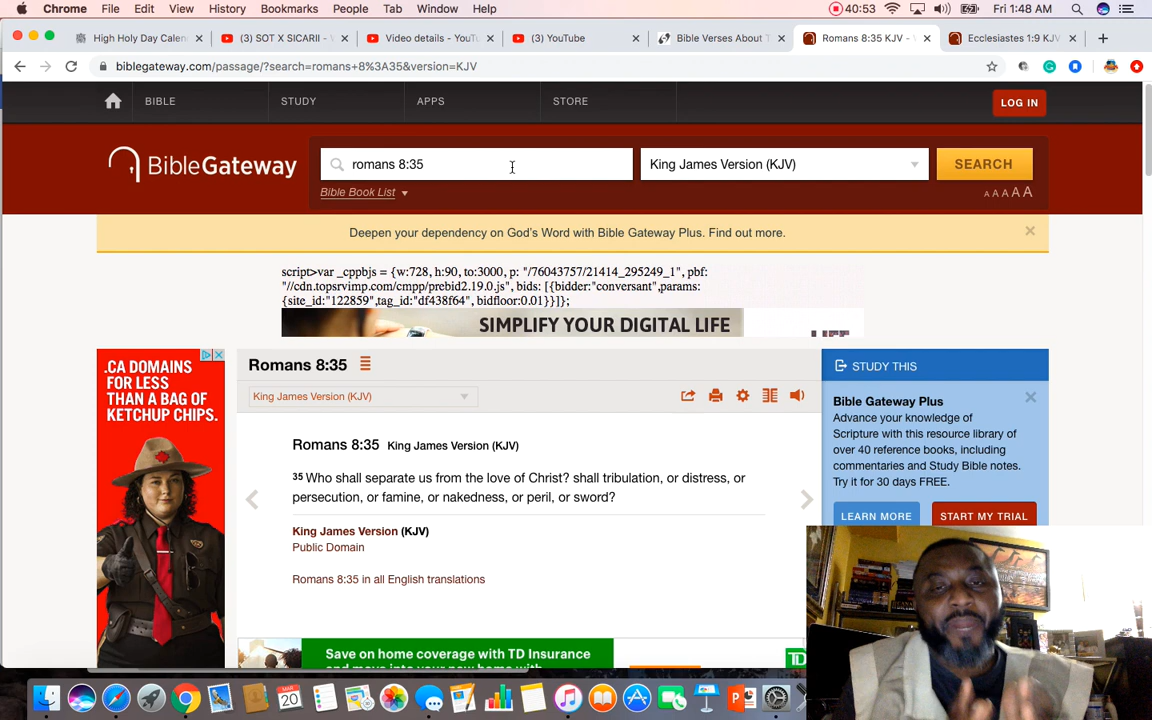 Chrome File Edit View History Bookmarks People Tab Window Help 40:53 Fri 1:48 AM
High Holy Day Calen (3) SOT X SICARII - Video details - YouTu (3) YouTube Bible Verses About T Romans 8:35 KJV - Ecclesiastes 1:9 KJV
biblegateway.com/passage/?search=romans+8%3A35&version=KJV
BIBLE STUDY APPS STORE LOG IN
BibleGateway romans 8:35 King James Version (KJV) SEARCH
Bible Book List A A A A A
Deepen your dependency on God's Word with Bible Gateway Plus. Find out more.
script>var _cppbjs = {w:728, h:90, to:3000, p: "/76043757/21414_295249_1", pbf:
"//cdn.topsrvimp.com/cmpp/prebid2.19.0.js", bids: [{bidder:"conversant",params:
{site_id:"122859",tag_id:"df438f64", bidfloor:0.01}}]};
SIMPLIFY YOUR DIGITAL LIFE
.CA DOMAINS
FOR LESS
THAN A BAG OF
KETCHUP CHIPS.
Romans 8:35
King James Version (KJV)
Romans 8:35 King James Version (KJV)
35 Who shall separate us from the love of Christ? shall tribulation, or distress, or
persecution, or famine, or nakedness, or peril, or sword?
King James Version (KJV)
Public Domain
Romans 8:35 in all English translations
STUDY THIS
Bible Gateway Plus
Advance your knowledge of
Scripture with this resource library of
over 40 reference books, including
commentaries and Study Bible notes.
Try it for 30 days FREE.
LEARN MORE START MY TRIAL
Save on home coverage with TD Insurance
TD
MAR
20